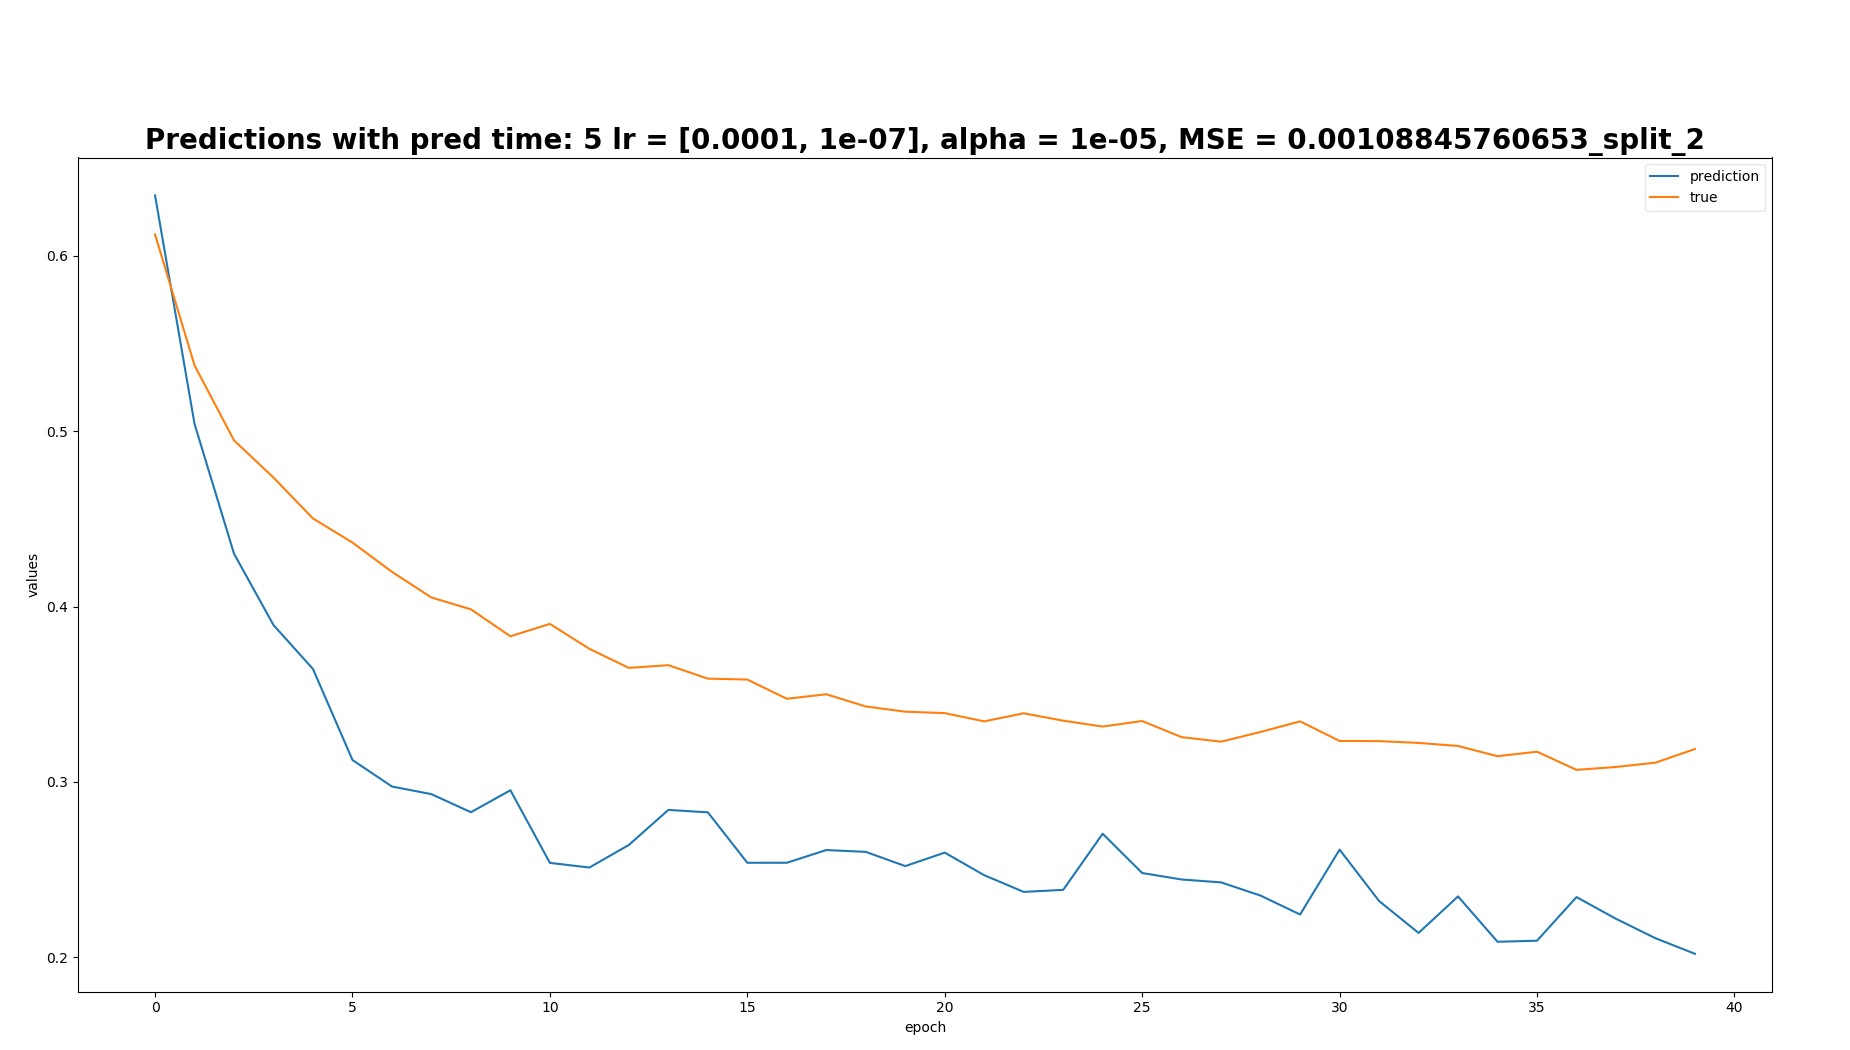 Predictions with pred time: 5 lr = [0.0001, 1e-07], alpha = 1e-05, MSE = 0.00108845760653_split_2
prediction
true
0.6
0.5
0.4
0.3
0.2
values
0 5 10 15 20 25 30 35 40
epoch